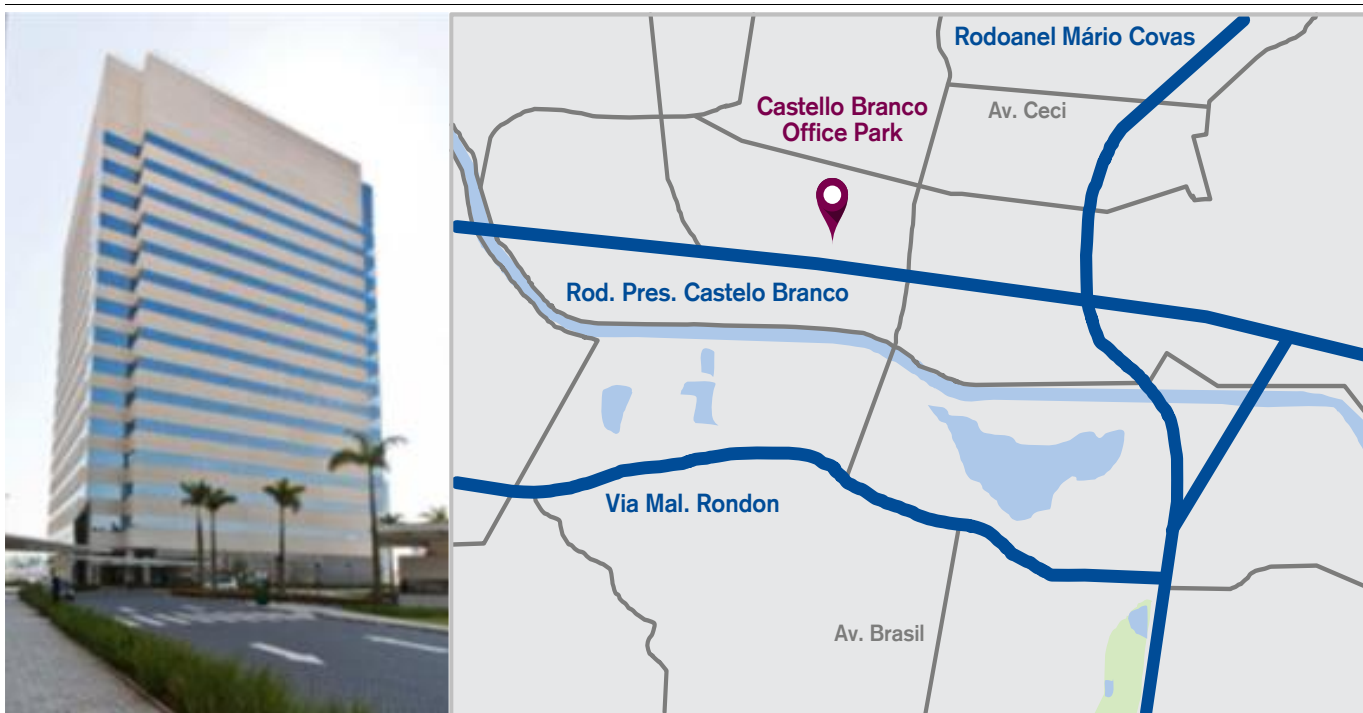 Rodoanel Mário Covas
Castello Branco
Office Park
Av. Ceci
Rod. Pres. Castelo Branco
Via Mal. Rondon
Av. Brasil